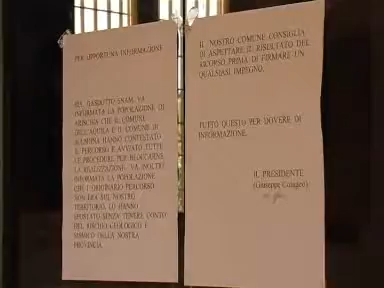 PER OPPORTUNA INFORMAZIONE
GASDOTTO SNAM, VA
INFORMATA LA POPOLAZIONE DI
CHE IL COMUNE
DELL'AQUILA E IL COMUNE DI
SULMONA HANNO CONTESTATO
IL PERCORSO E AVVIATO TUTTE
LE PROCEDURE PER
LA REALIZZAZIONE. VA INOLTRE
INFORMATA LA POPOLAZIONE
CHE L'ORIGINARIO PERCORSO
NON ERA SUL NOSTRO
TERRITORIO, LO HANNO
SPOSTATO SENZA TENERE CONTO
DEL RISCHIO GEOLOGICO E
SISMICO DELLA NOSTRA
PROVINCIA.
IL NOSTRO COMUNE CONSIGLIA
DI ASPETTARE IL RISULTATO DEL
RICORSO PRIMA DI FIRMARE UN
QUALSIASI IMPEGNO.
TUTTO QUESTO PER DOVERE DI
INFORMAZIONE.
IL PRESIDENTE
(Giuseppe